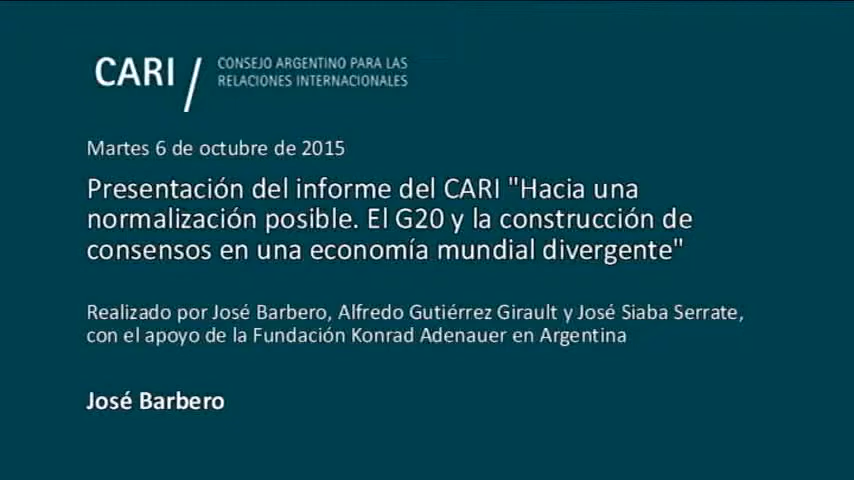 CARI / CONSEJO ARGENTINO PARA LAS
RELACIONES INTERNACIONALES
Martes 6 de octubre de 2015
Presentación del informe del CARI "Hacia una
normalización posible. El G20 y la construcción de
consensos en una economía mundial divergente"
Realizado por José Barbero, Alfredo Gutiérrez Girault y José Siaba Serrate,
con el apoyo de la Fundación Konrad Adenauer en Argentina
José Barbero